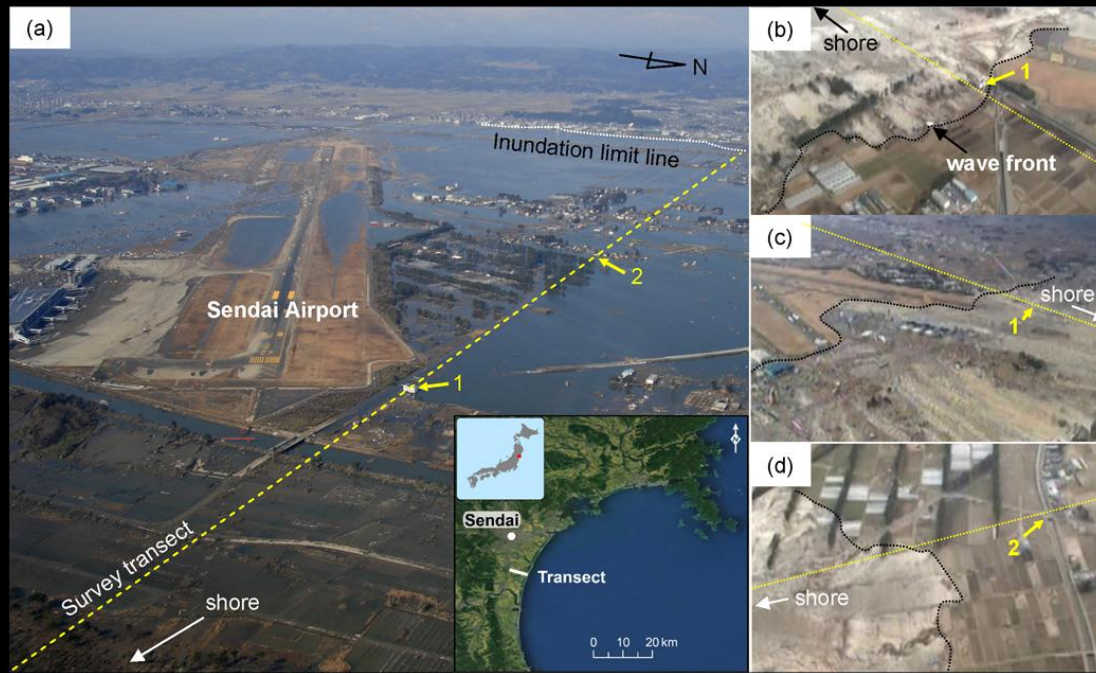 (a)
N
Inundation limit line
2
Sendai Airport
1
Survey transect
shore
Sendai
Transect
N
0 10 20 km
(b)
shore
1
wave front
(c)
shore
1
(d)
2
shore